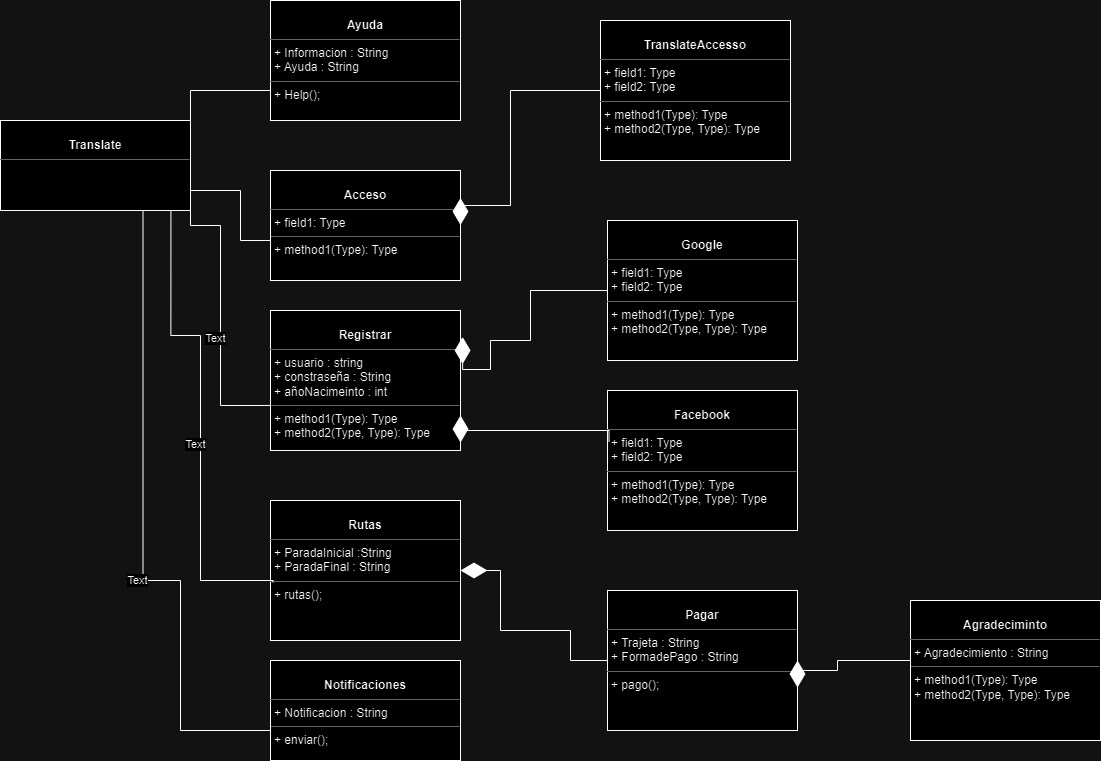 Ayuda
+ Informacion : String
+ Ayuda : String
+ Help();
TranslateAccesso
+ field1: Type
+ field2: Type
+ method1(Type): Type
+ method2(Type, Type): Type
Translate
Acceso
+ field1: Type
+ method1(Type): Type
Google
+ field1: Type
+ field2: Type
+ method1(Type): Type
+ method2(Type, Type): Type
Registrar
+ usuario : string
+ constraseña : String
+ añoNacimeinto : int
+ method1(Type): Type
+ method2(Type, Type): Type
Text
Facebook
+ field1: Type
+ field2: Type
+ method1(Type): Type
+ method2(Type, Type): Type
Text
Rutas
+ ParadaInicial :String
+ ParadaFinal : String
+ rutas();
Text
Pagar
+ Trajeta : String
+ FormadePago : String
+ pago();
Agradeciminto
+ Agradecimiento : String
+ method1(Type): Type
+ method2(Type, Type): Type
Notificaciones
+ Notificacion : String
+ enviar();